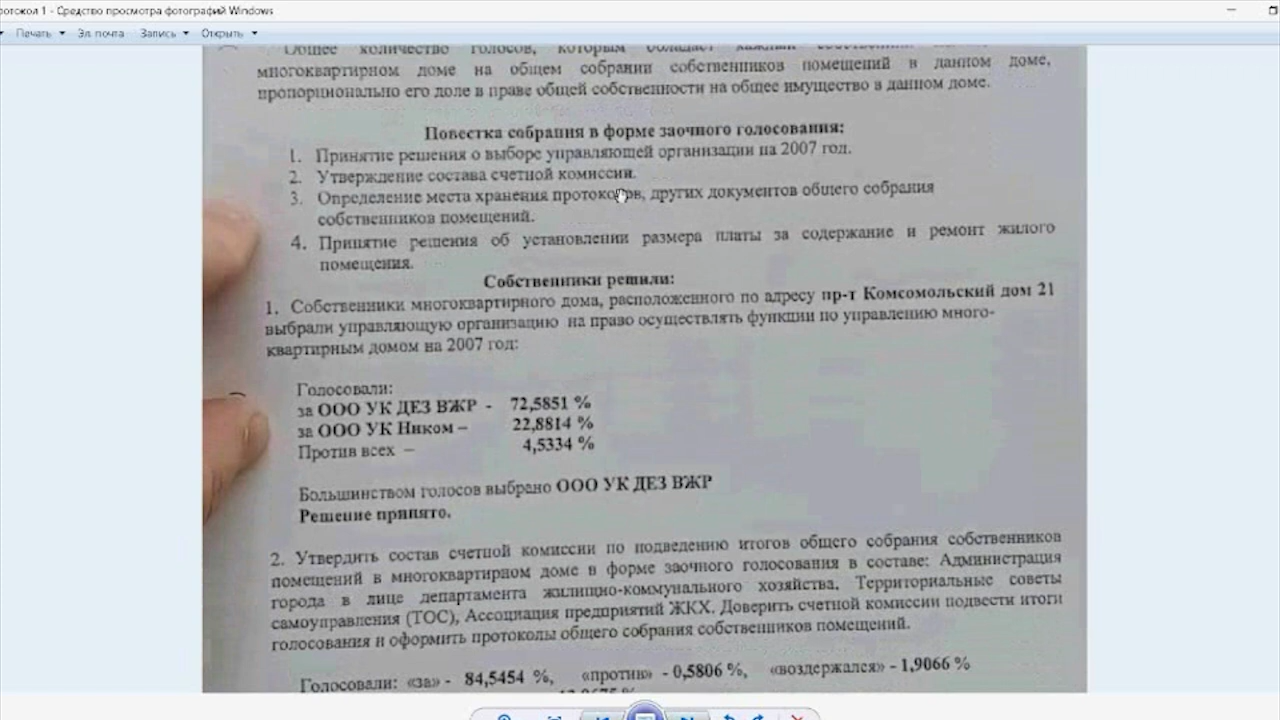 отокол 1 - Средство просмотра фотографий Windows
Печать Эл. почта Запись Открыть
Общее количество голосов, которым обладает каждый
многоквартирном доме на общем собрании собственников помещений в данном доме,
пропорционально его доле в праве общей собственности на общее имущество в данном доме.
Повестка собрания в форме заочного голосования:
1. Принятие решения о выборе управляющей организации на 2007 год.
2. Утверждение состава счетной комиссии.
3. Определение места хранения протоколов, других документов общего собрания
собственников помещений.
4. Принятие решения об установлении размера платы за содержание и ремонт жилого
помещения.
Собственники решили:
1. Собственники многоквартирного дома, расположенного по адресу пр-т Комсомольский дом 21
выбрали управляющую организацию на право осуществлять функции по управлению много-
квартирным домом на 2007 год:
Голосовали:
за ООО УК ДЕЗ ВЖР - 72,5851 %
за ООО УК Ником – 22,8814 %
Против всех – 4,5334 %
Большинством голосов выбрано ООО УК ДЕЗ ВЖР
Решение принято.
2. Утвердить состав счетной комиссии по подведению итогов общего собрания собственников
помещений в многоквартирном доме в форме заочного голосования в составе: Администрация
города в лице департамента жилищно-коммунального хозяйства, Территориальные советы
самоуправления (ТОС), Ассоциация предприятий ЖКХ. Доверить счетной комиссии подвести итоги
голосования и оформить протоколы общего собрания собственников помещений.
Голосовали: «за» - 84,5454 %, «против» - 0,5806 %, «воздержался» - 1,9066 %